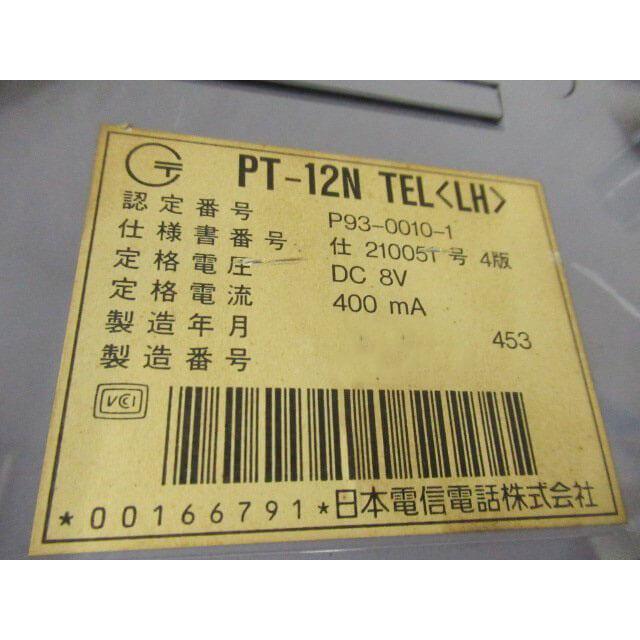 PT-12N TEL<LH>
認定番号 P93-0010-1
仕様書番号 仕 210051号 4版
定格電圧 DC 8V
定格電流 400 mA
製造年月
製造番号 453
VCI
*00166791*日本電信電話株式会社